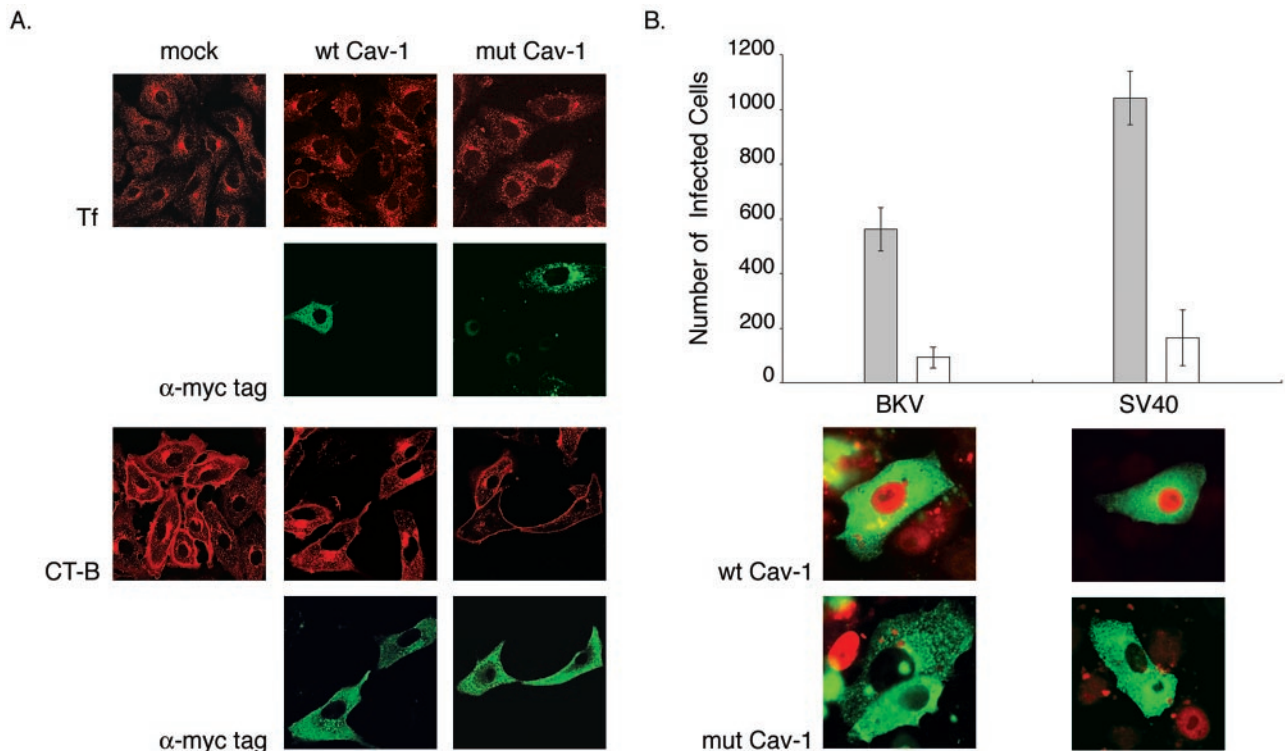 A.
mock
wt Cav-1
mut Cav-1
Tf
α-myc tag
CT-B
α-myc tag
B.
Number of Infected Cells
1200
1000
800
600
400
200
0
BKV
SV40
wt Cav-1
mut Cav-1